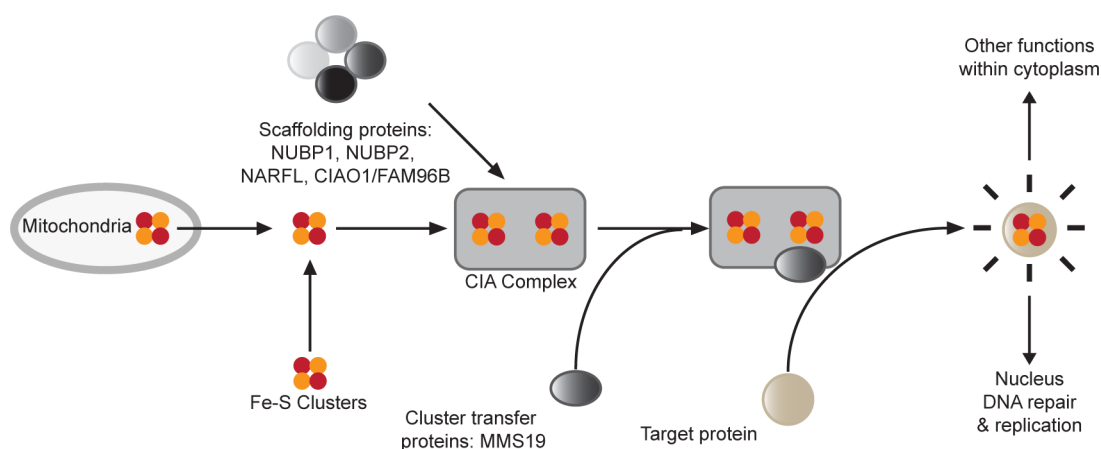 Other functions
within cytoplasm
Scaffolding proteins:
NUBP1, NUBP2,
NARFL, CIAO1/FAM96B
Mitochondria
CIA Complex
Fe-S Clusters
Cluster transfer
proteins: MMS19
Target protein
Nucleus
DNA repair
& replication